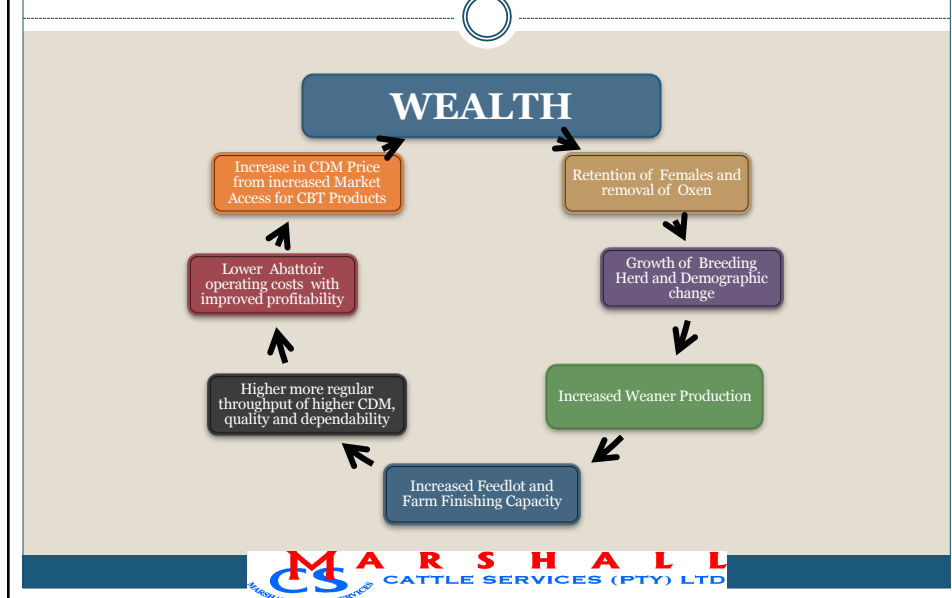 WEALTH
Increase in CDM Price
from increased Market
Access for CBT Products
Retention of Females and
removal of Oxen
Lower Abattoir
operating costs with
improved profitability
Growth of Breeding
Herd and Demographic
change
Higher more regular
throughput of higher CDM,
quality and dependability
Increased Weaner Production
Increased Feedlot and
Farm Finishing Capacity
MARSHALL
CS
CATTLE SERVICES (PTY) LTD